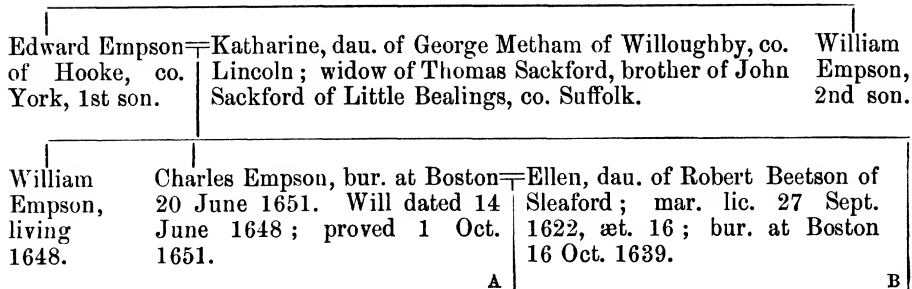 Edward Empson
of Hooke, co.
York, 1st son.
Katharine, dau. of George Metham of Willoughby, co.
Lincoln ; widow of Thomas Sackford, brother of John
Sackford of Little Bealings, co. Suffolk.
William
Empson,
2nd son.
William
Empson,
living
1648.
Charles Empson, bur. at Boston
20 June 1651. Will dated 14
June 1648 ; proved 1 Oct.
1651.
Ellen, dau. of Robert Beetson of
Sleaford ; mar. lic. 27 Sept.
1622, æt. 16 ; bur. at Boston
16 Oct. 1639.
A
B